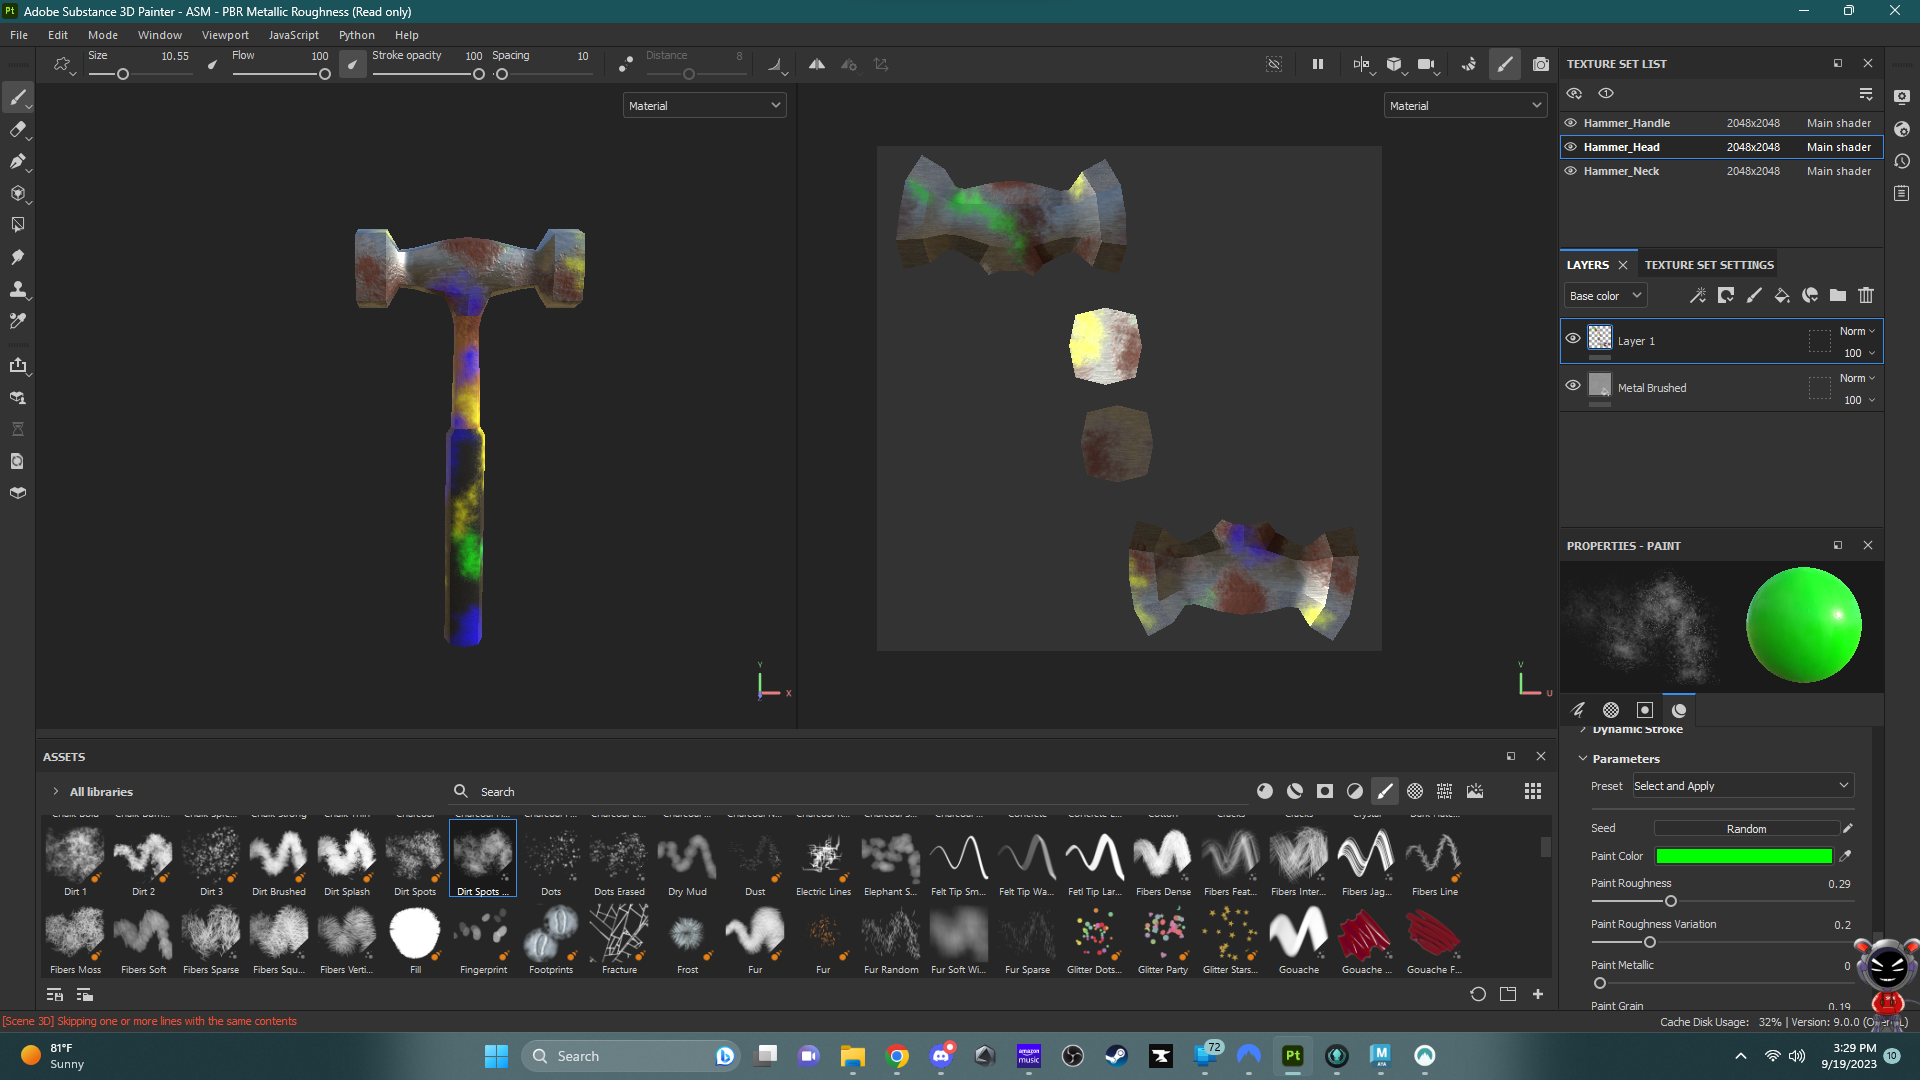 Pt Adobe Substance 3D Painter - ASM - PBR Metallic Roughness (Read only)
File Edit Mode Window Viewport JavaScript Python Help
Size 10.55 Flow 100 Stroke opacity 100 Spacing 10 Distance 8
Material
Material
Y
X
V
U
TEXTURE SET LIST
Hammer_Handle 2048x2048 Main shader
Hammer_Head 2048x2048 Main shader
Hammer_Neck 2048x2048 Main shader
LAYERS TEXTURE SET SETTINGS
Base color
Layer 1 Norm 100
Metal Brushed Norm 100
PROPERTIES - PAINT
Dynamic Stroke
Parameters
Preset Select and Apply
Seed Random
Paint Color
Paint Roughness 0.29
Paint Roughness Variation 0.2
Paint Metallic 0
Paint Grain 0.19
ASSETS
All libraries Search
Dirt 1 Dirt 2 Dirt 3 Dirt Brushed Dirt Splash Dirt Spots Dirt Spots ... Dots Dots Erased Dry Mud Dust Electric Lines Elephant S... Felt Tip Sm... Felt Tip Wa... Fetl Tip Lar... Fibers Dense Fibers Feat... Fibers Inter... Fibers Jag... Fibers Line
Fibers Moss Fibers Soft Fibers Sparse Fibers Squ... Fibers Verti... Fill Fingerprint Footprints Fracture Frost Fur Fur Fur Random Fur Soft Wi... Fur Sparse Glitter Dots... Glitter Party Glitter Stars... Gouache Gouache ... Gouache F...
[Scene 3D] Skipping one or more lines with the same contents
Cache Disk Usage: 32% | Version: 9.0.0
81°F
Sunny
Search
amazon music
72
Pt
M
3:29 PM
9/19/2023
10